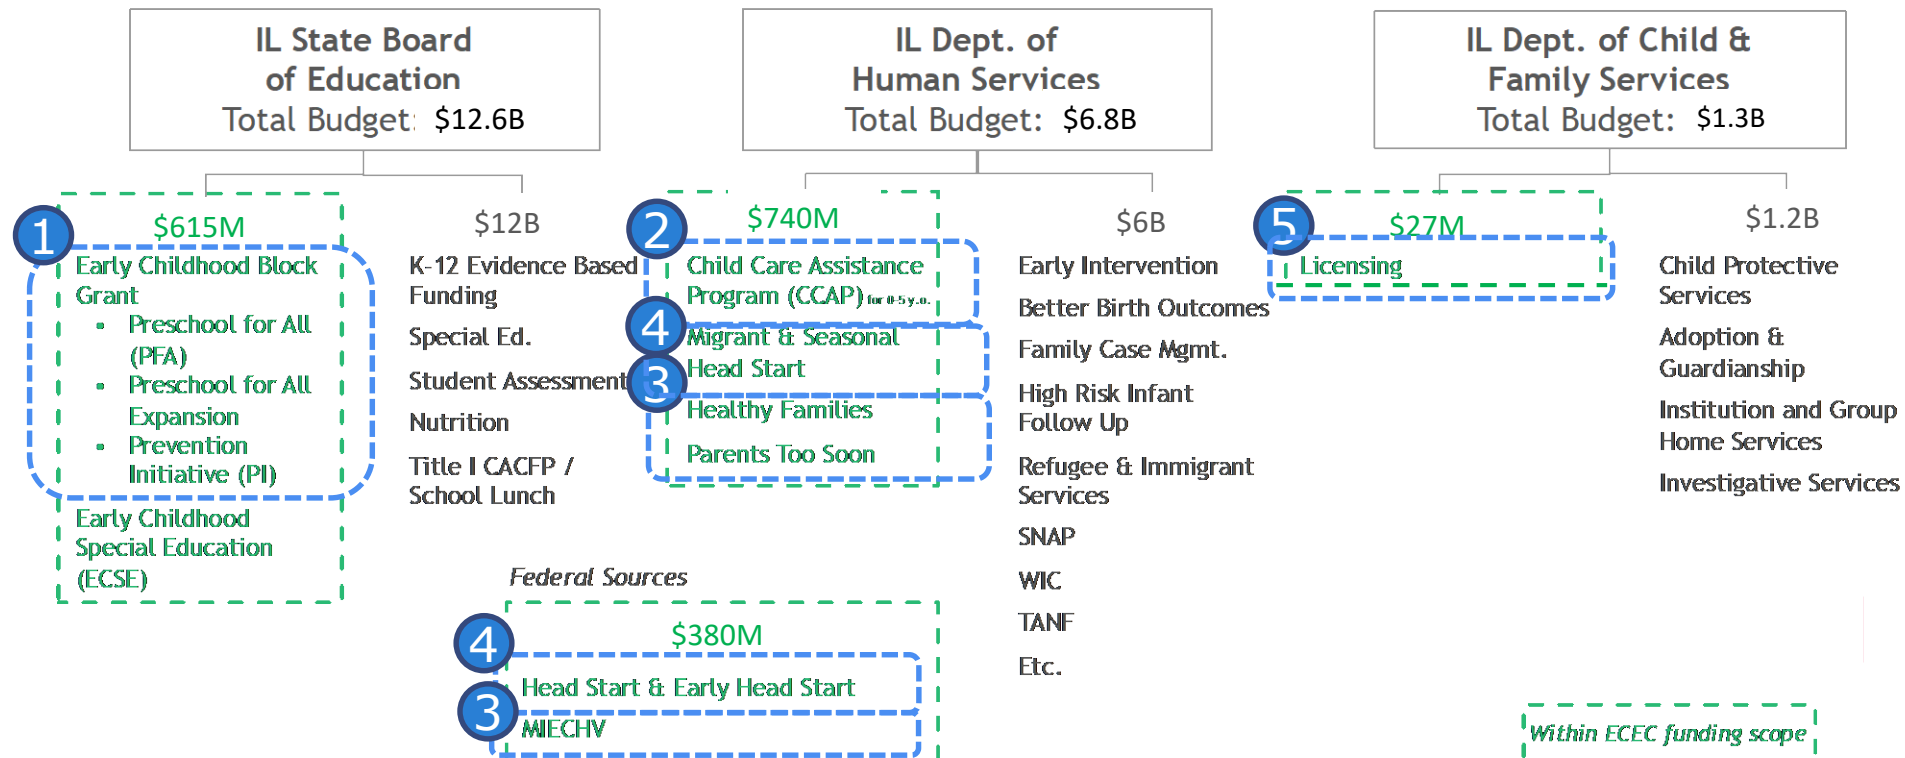 IL State Board
of Education
Total Budget: $12.6B
IL Dept. of
Human Services
Total Budget: $6.8B
IL Dept. of Child &
Family Services
Total Budget: $1.3B
1
$615M
Early Childhood Block
Grant
▪ Preschool for All
(PFA)
▪ Preschool for All
Expansion
▪ Prevention
Initiative (PI)
Early Childhood
Special Education
(ECSE)
$12B
K-12 Evidence Based
Funding
Special Ed.
Student Assessment
Nutrition
Title I CACFP /
School Lunch
2
$740M
Child Care Assistance
Program (CCAP) for 0-5 y.o.
4
Migrant & Seasonal
Head Start
3
Healthy Families
Parents Too Soon
$6B
Early Intervention
Better Birth Outcomes
Family Case Mgmt.
High Risk Infant
Follow Up
Refugee & Immigrant
Services
SNAP
WIC
TANF
Etc.
5
$27M
Licensing
$1.2B
Child Protective
Services
Adoption &
Guardianship
Institution and Group
Home Services
Investigative Services
Federal Sources
$380M
4
Head Start & Early Head Start
3
MIECHV
Within ECEC funding scope